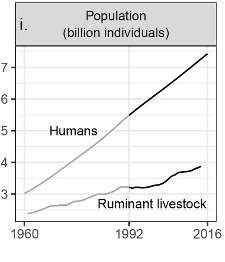 i.
Population
(billion individuals)
7
6
5
4
3
Humans
Ruminant livestock
1960 1992 2016